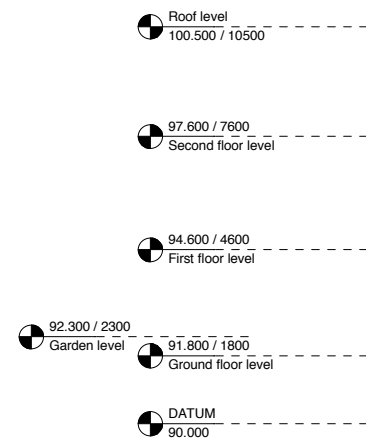 Roof level
100.500 / 10500
97.600 / 7600
Second floor level
94.600 / 4600
First floor level
92.300 / 2300
Garden level
91.800 / 1800
Ground floor level
DATUM
90.000